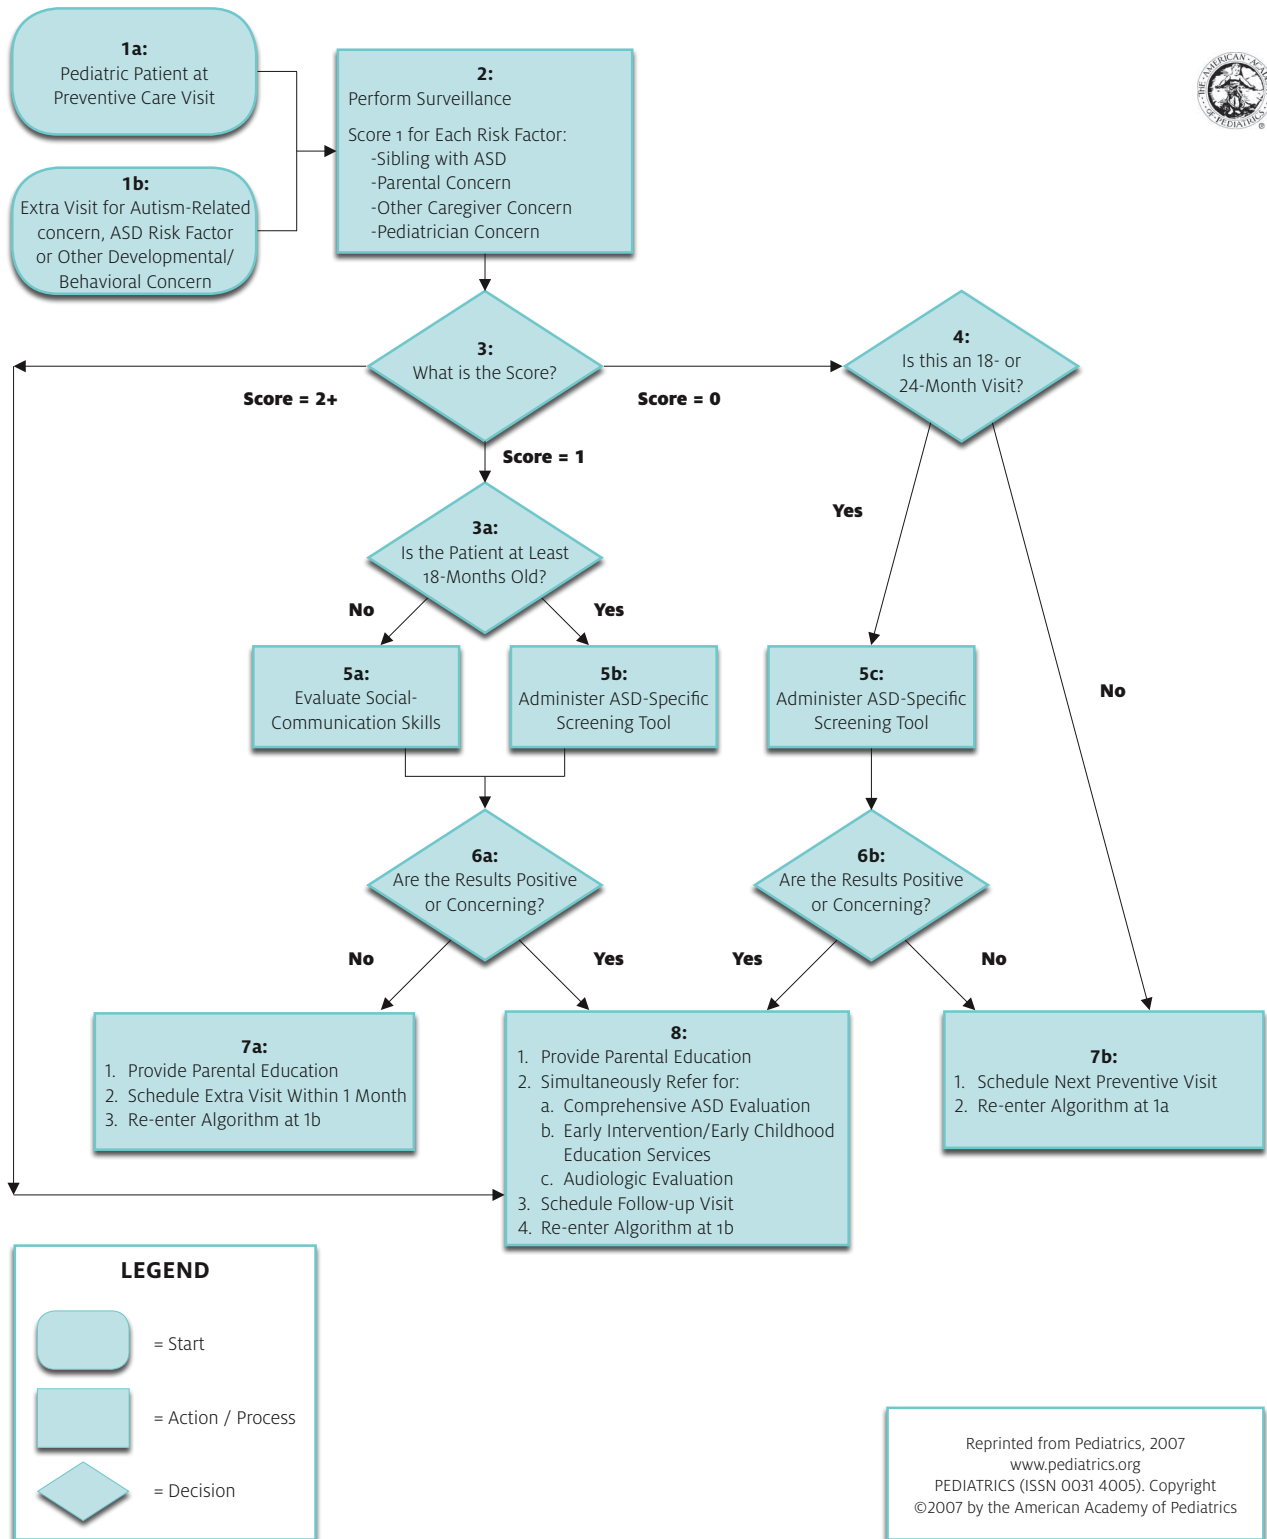 1a:
Pediatric Patient at
Preventive Care Visit
1b:
Extra Visit for Autism-Related
concern, ASD Risk Factor
or Other Developmental/
Behavioral Concern
2:
Perform Surveillance
Score 1 for Each Risk Factor:
-Sibling with ASD
-Parental Concern
-Other Caregiver Concern
-Pediatrician Concern
3:
What is the Score?
Score = 2+
Score = 0
Score = 1
4:
Is this an 18- or
24-Month Visit?
Yes
No
3a:
Is the Patient at Least
18-Months Old?
No
Yes
5a:
Evaluate Social-
Communication Skills
5b:
Administer ASD-Specific
Screening Tool
5c:
Administer ASD-Specific
Screening Tool
6a:
Are the Results Positive
or Concerning?
No
Yes
6b:
Are the Results Positive
or Concerning?
Yes
No
7a:
1. Provide Parental Education
2. Schedule Extra Visit Within 1 Month
3. Re-enter Algorithm at 1b
8:
1. Provide Parental Education
2. Simultaneously Refer for:
a. Comprehensive ASD Evaluation
b. Early Intervention/Early Childhood
Education Services
c. Audiologic Evaluation
3. Schedule Follow-up Visit
4. Re-enter Algorithm at 1b
7b:
1. Schedule Next Preventive Visit
2. Re-enter Algorithm at 1a
LEGEND
= Start
= Action / Process
= Decision
Reprinted from Pediatrics, 2007
www.pediatrics.org
PEDIATRICS (ISSN 0031 4005). Copyright
©2007 by the American Academy of Pediatrics